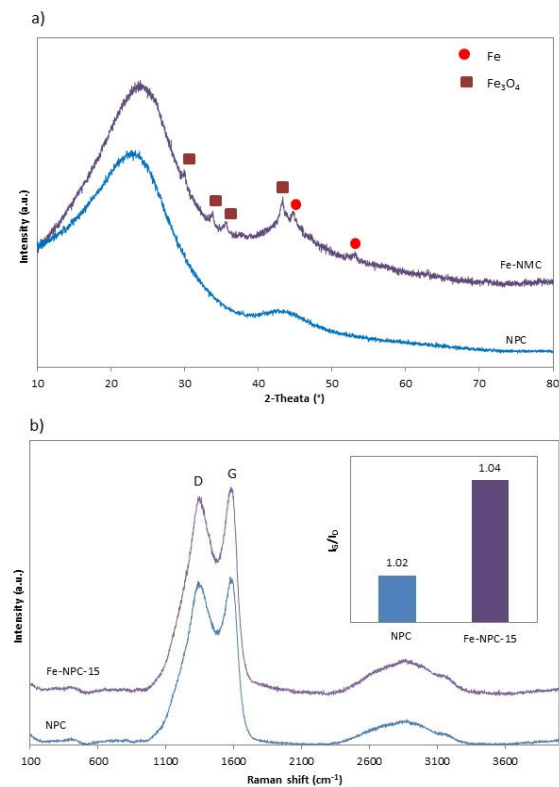 a)
Fe
Fe₃O₄
Intensity (a.u.)
Fe-NMC
NPC
10 20 30 40 50 60 70 80
2-Theata (°)
b)
D G
1.04
1.02
I_G/I_D
NPC Fe-NPC-15
Intensity (a.u.)
Fe-NPC-15
NPC
100 600 1100 1600 2100 2600 3100 3600
Raman shift (cm⁻¹)